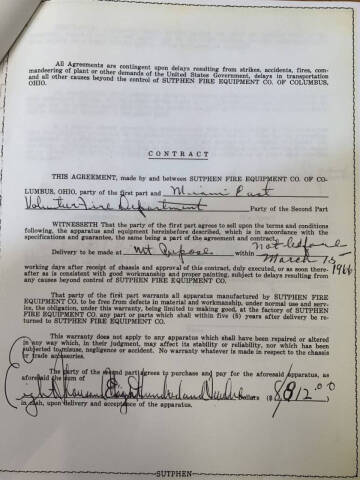 All Agreements are contingent upon delays resulting from strikes, accidents, fires, com-
mandeering of plant or other demands of the United States Government, delays in transportation
and all other causes beyond the control of SUTPHEN FIRE EQUIPMENT CO. OF COLUMBUS,
OHIO.
CONTRACT
THIS AGREEMENT, made by and between SUTPHEN FIRE EQUIPMENT CO. OF CO-
LUMBUS, OHIO, party of the first part and
Volunteer Fire Department Party of the Second Part
WITNESSETH That the party of the first part agrees to sell upon the terms and conditions
following, the apparatus and equipment hereinbefore described, which is in accordance with the
specifications and guarantee, the same being a part of the agreement and contract.
Not before
Delivery to be made at Mt Repose within March 15
1966
working days after receipt of chassis and approval of this contract, duly executed, or as soon there-
after as is consistent with good workmanship and proper painting, subject to delays resulting from
any causes beyond control of SUTPHEN EQUIPMENT CO.
That party of the first part warrants all apparatus manufactured by SUTPHEN FIRE
EQUIPMENT CO. to be free from defects in material and workmanship, under normal use and serv-
ice, the obligation, under this warranty, being limited to making good, at the factory of SUTPHEN
EQUIPMENT CO. any part or parts which shall within five (5) years after delivery be re-
turned to SUTPHEN EQUIPMENT CO.
This warranty does not apply to any apparatus which shall have been repaired or altered
in any way which, in their judgment, may affect its stability or reliability, nor which has been
subjected to misuse, negligence or accident. No warranty whatever is made in respect to the chassis
or trade accessories.
The party of the second part agrees to purchase and pay for the aforesaid apparatus, as
aforesaid the sum of
Eight Thousand Eight Hundred and Twelve Dollars ($ 8,812.00
in cash, upon delivery and acceptance of the apparatus.
SUTPHEN